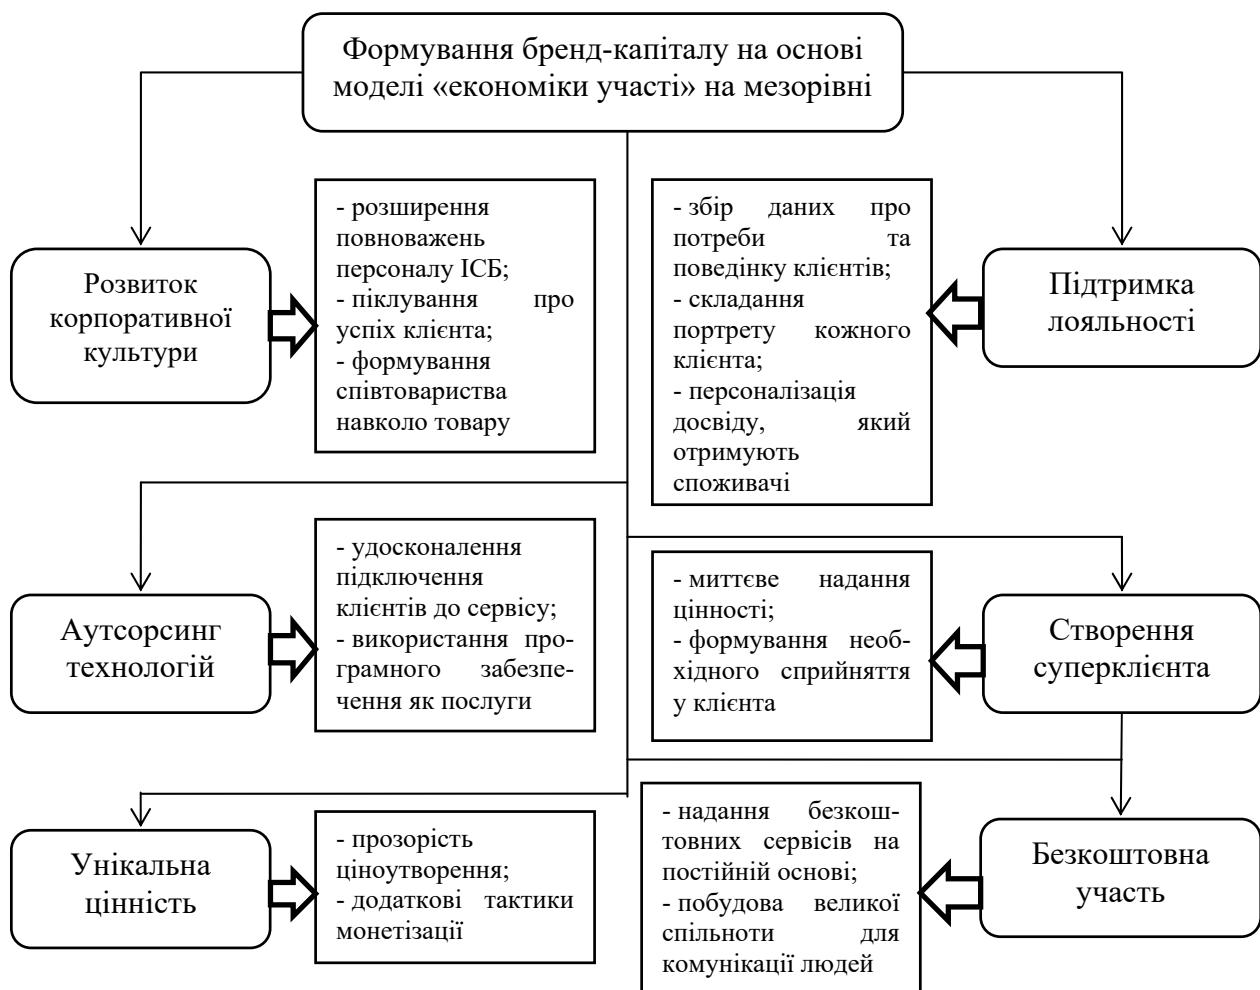 Формування бренд-капіталу на основі
моделі «економіки участі» на мезорівні
Розвиток
корпоративної
культури
- розширення
повноважень
персоналу ІСБ;
- піклування про
успіх клієнта;
- формування
співтовариства
навколо товару
- збір даних про
потреби та
поведінку клієнтів;
- складання
портрету кожного
клієнта;
- персоналізація
досвіду, який
отримують
споживачі
Підтримка
лояльності
Аутсорсинг
технологій
- удосконалення
підключення
клієнтів до сервісу;
- використання про-
грамного забезпе-
чення як послуги
- миттєве надання
цінності;
- формування необ-
хідного сприйняття
у клієнта
Створення
суперклієнта
Унікальна
цінність
- прозорість
ціноутворення;
- додаткові тактики
монетізації
- надання безкош-
товних сервісів на
постійній основі;
- побудова великої
спільноти для
комунікації людей
Безкоштовна
участь